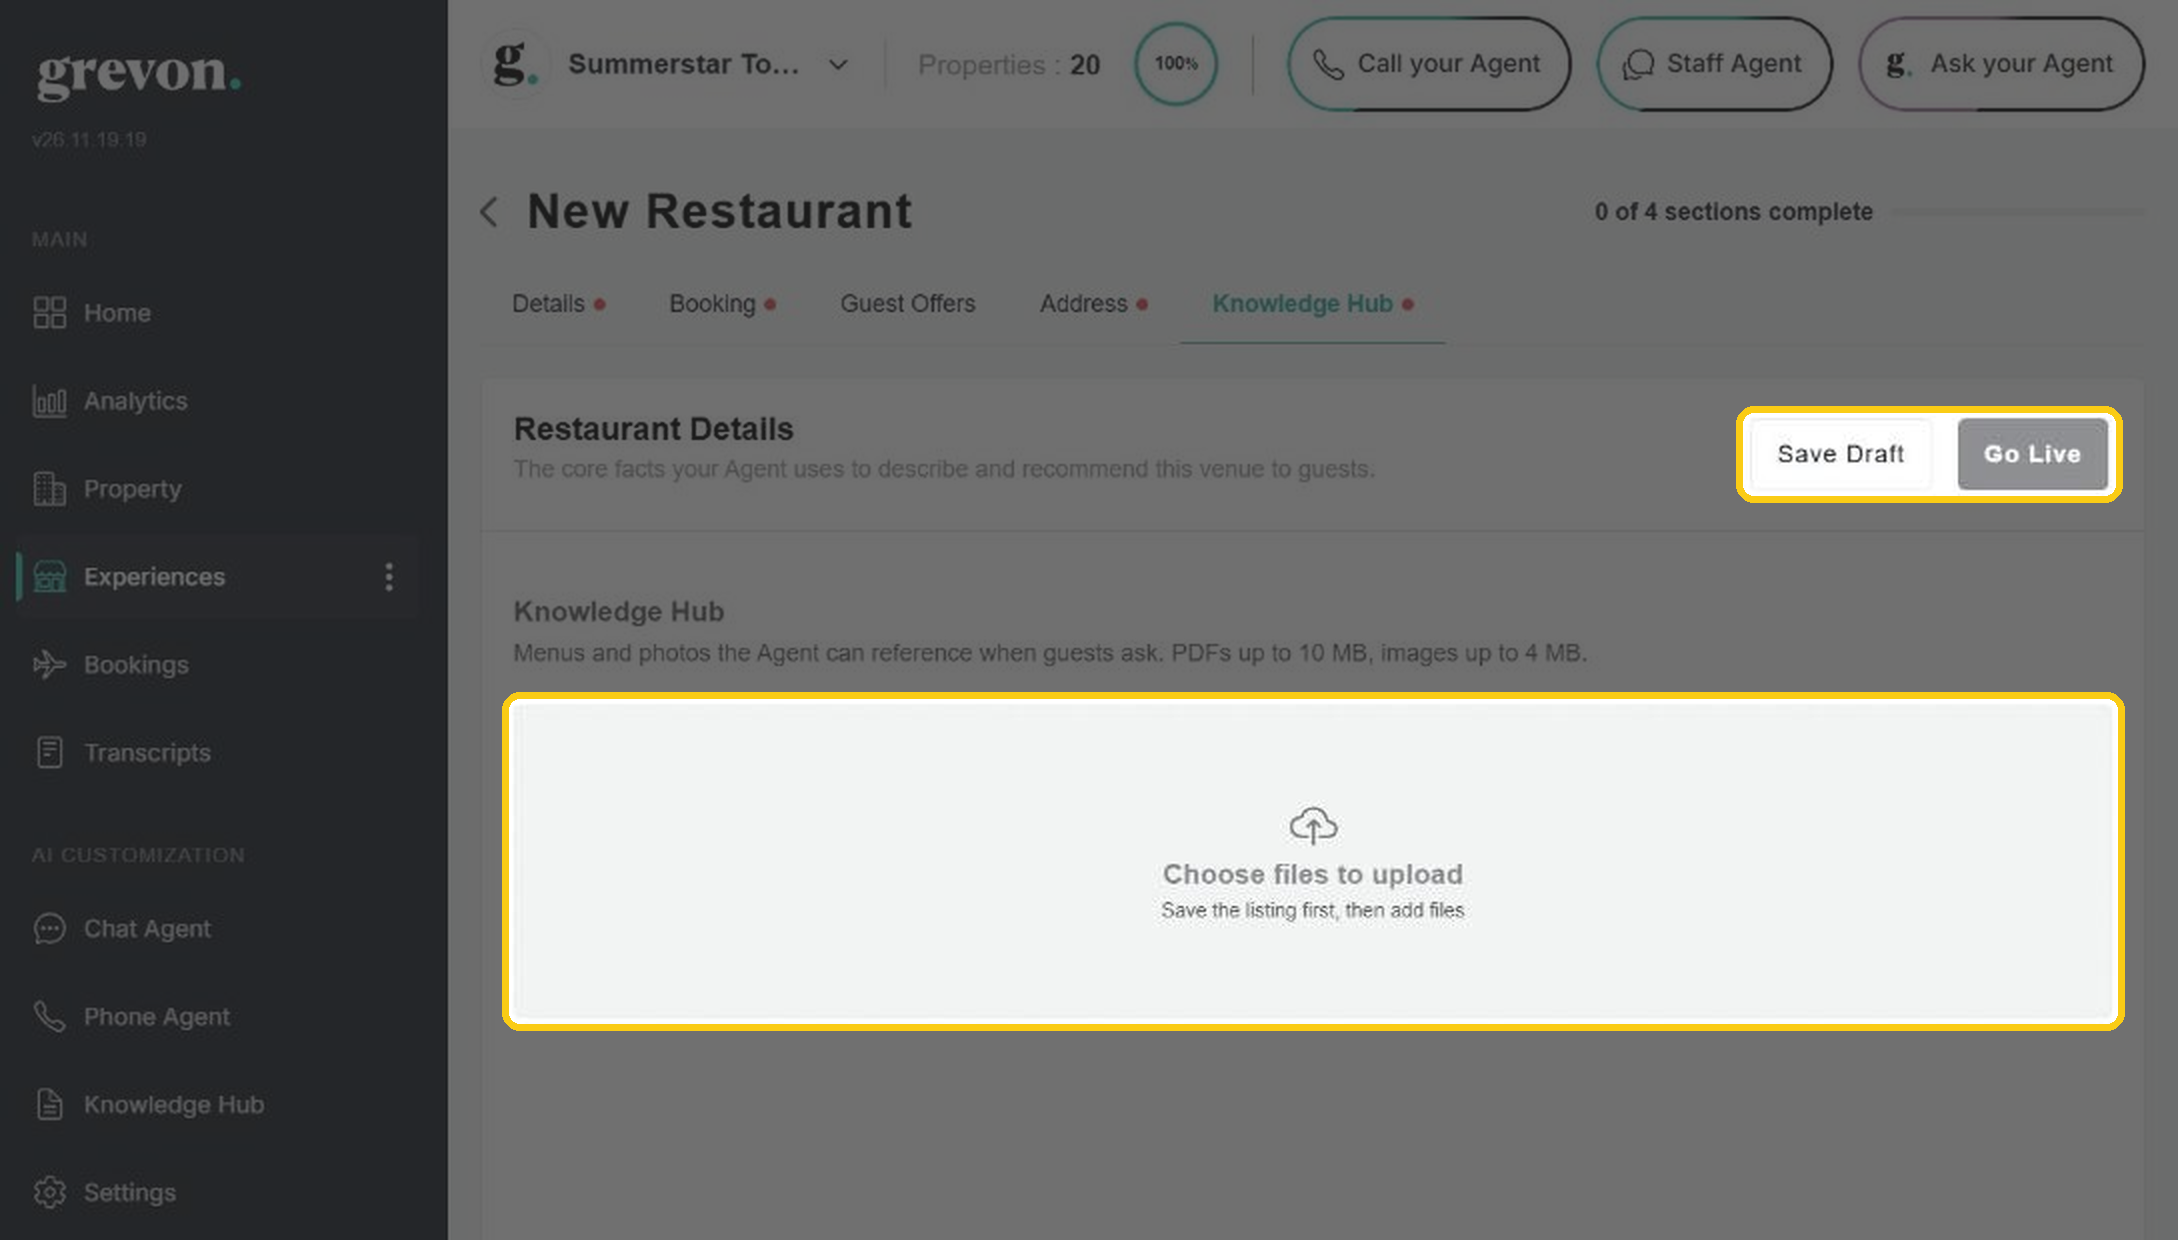 grevon.
v26.11.19.19
MAIN
Home
Analytics
Property
Experiences
Bookings
Transcripts
AI CUSTOMIZATION
Chat Agent
Phone Agent
Knowledge Hub
Settings
g. Summerstar To... Properties : 20 100% Call your Agent Staff Agent g. Ask your Agent
New Restaurant 0 of 4 sections complete
Details Booking Guest Offers Address Knowledge Hub
Restaurant Details
The core facts your Agent uses to describe and recommend this venue to guests.
Save Draft Go Live
Knowledge Hub
Menus and photos the Agent can reference when guests ask. PDFs up to 10 MB, images up to 4 MB.
Choose files to upload
Save the listing first, then add files